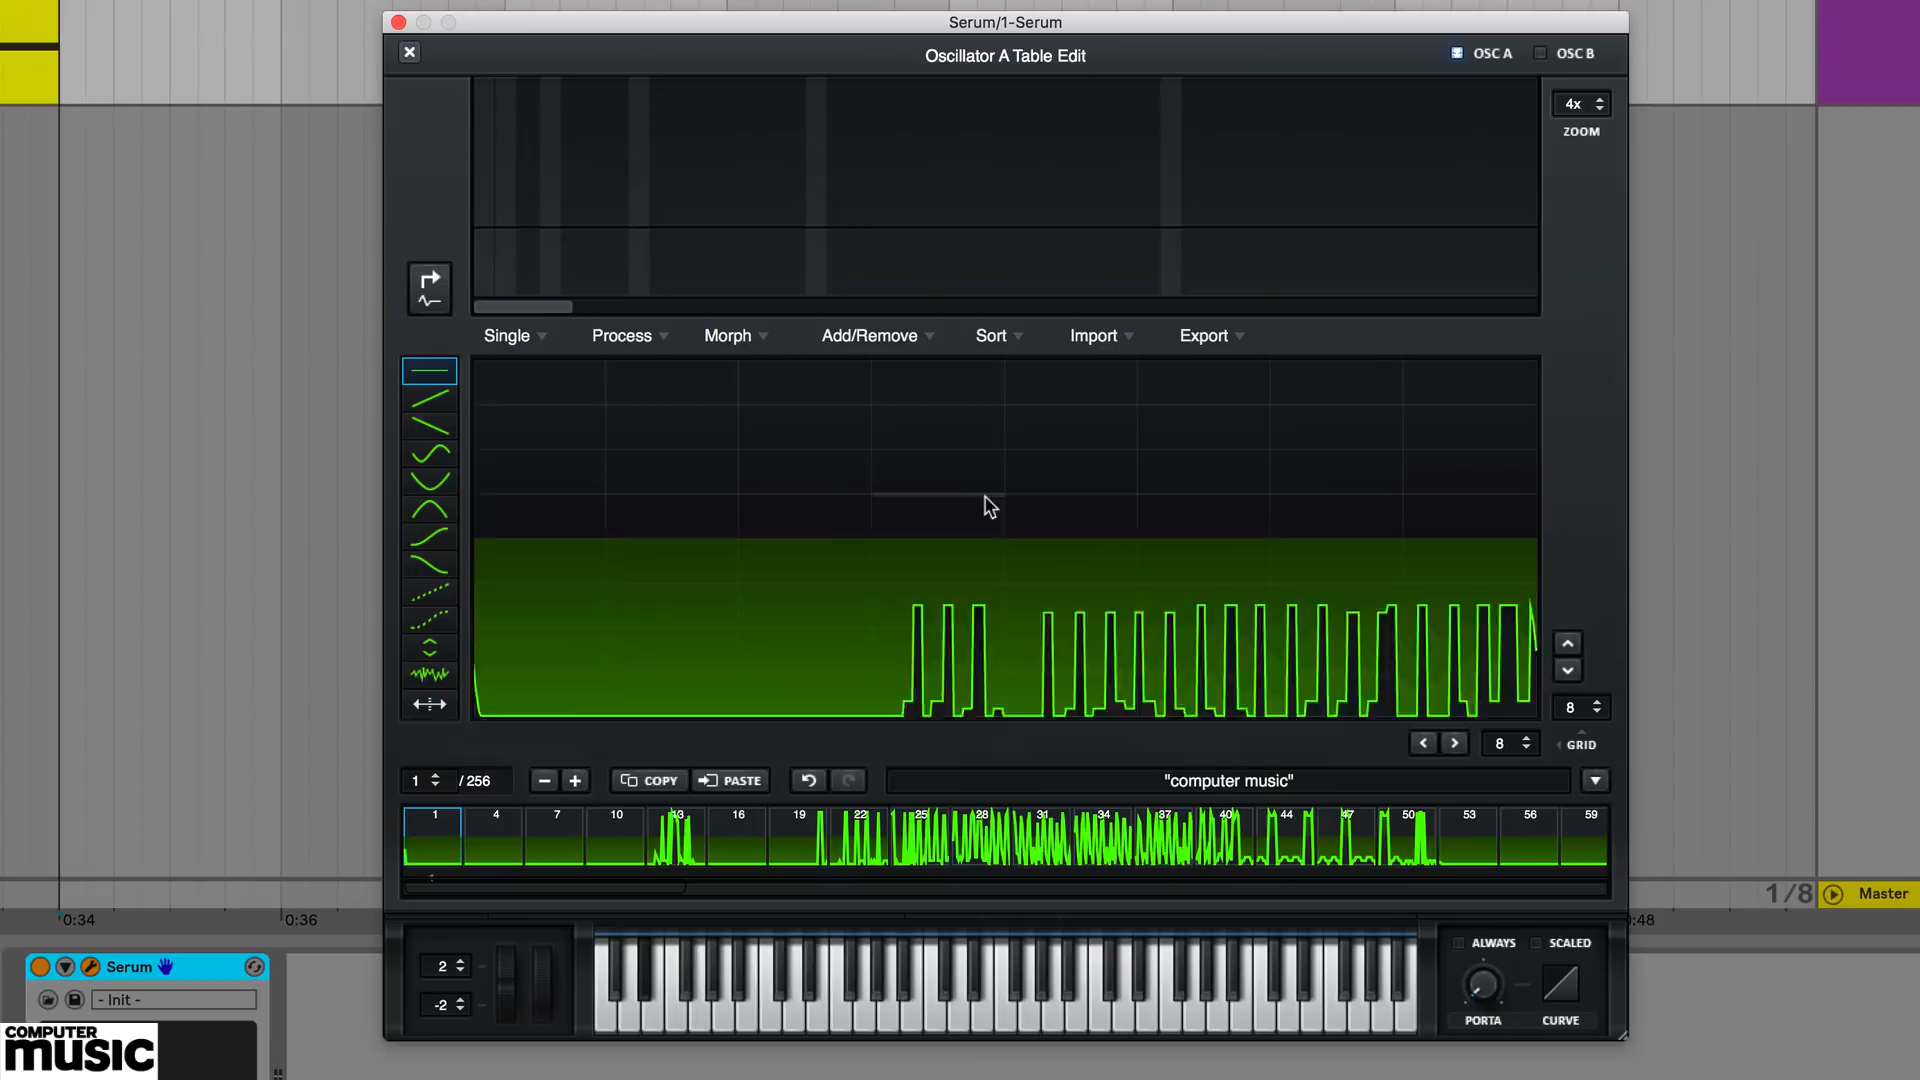 Serum/1-Serum
Oscillator A Table Edit
OSC A
OSC B
4x
ZOOM
Single
Process
Morph
Add/Remove
Sort
Import
Export
8
8
GRID
1
/ 256
COPY
PASTE
"computer music"
1 4 7 10 13 16 19 22 25 28 31 34 37 40 44 47 50 53 56 59
1/8
Master
0:34
0:36
0:48
2
-2
ALWAYS
SCALED
PORTA
CURVE
Serum
- Init -
COMPUTER
music